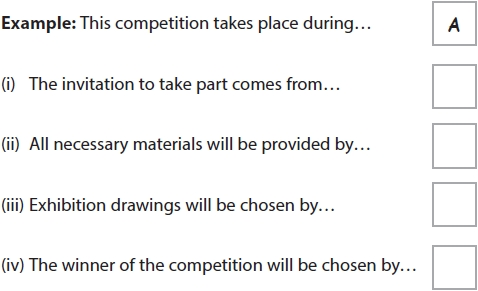 Example: This competition takes place during… A
(i) The invitation to take part comes from…
(ii) All necessary materials will be provided by…
(iii) Exhibition drawings will be chosen by…
(iv) The winner of the competition will be chosen by…